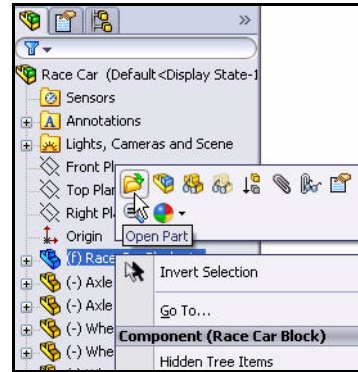 »
Race Car (Default<Display State-1
Sensors
A Annotations
Lights, Cameras and Scene
Front Pl
Top Plan
Right Pl
Origin
Open Part
(f) Race
(-) Axle
(-) Axle
(-) Whe
(-) Whe
Invert Selection
Go To...
Component (Race Car Block)
Hidden Tree Items